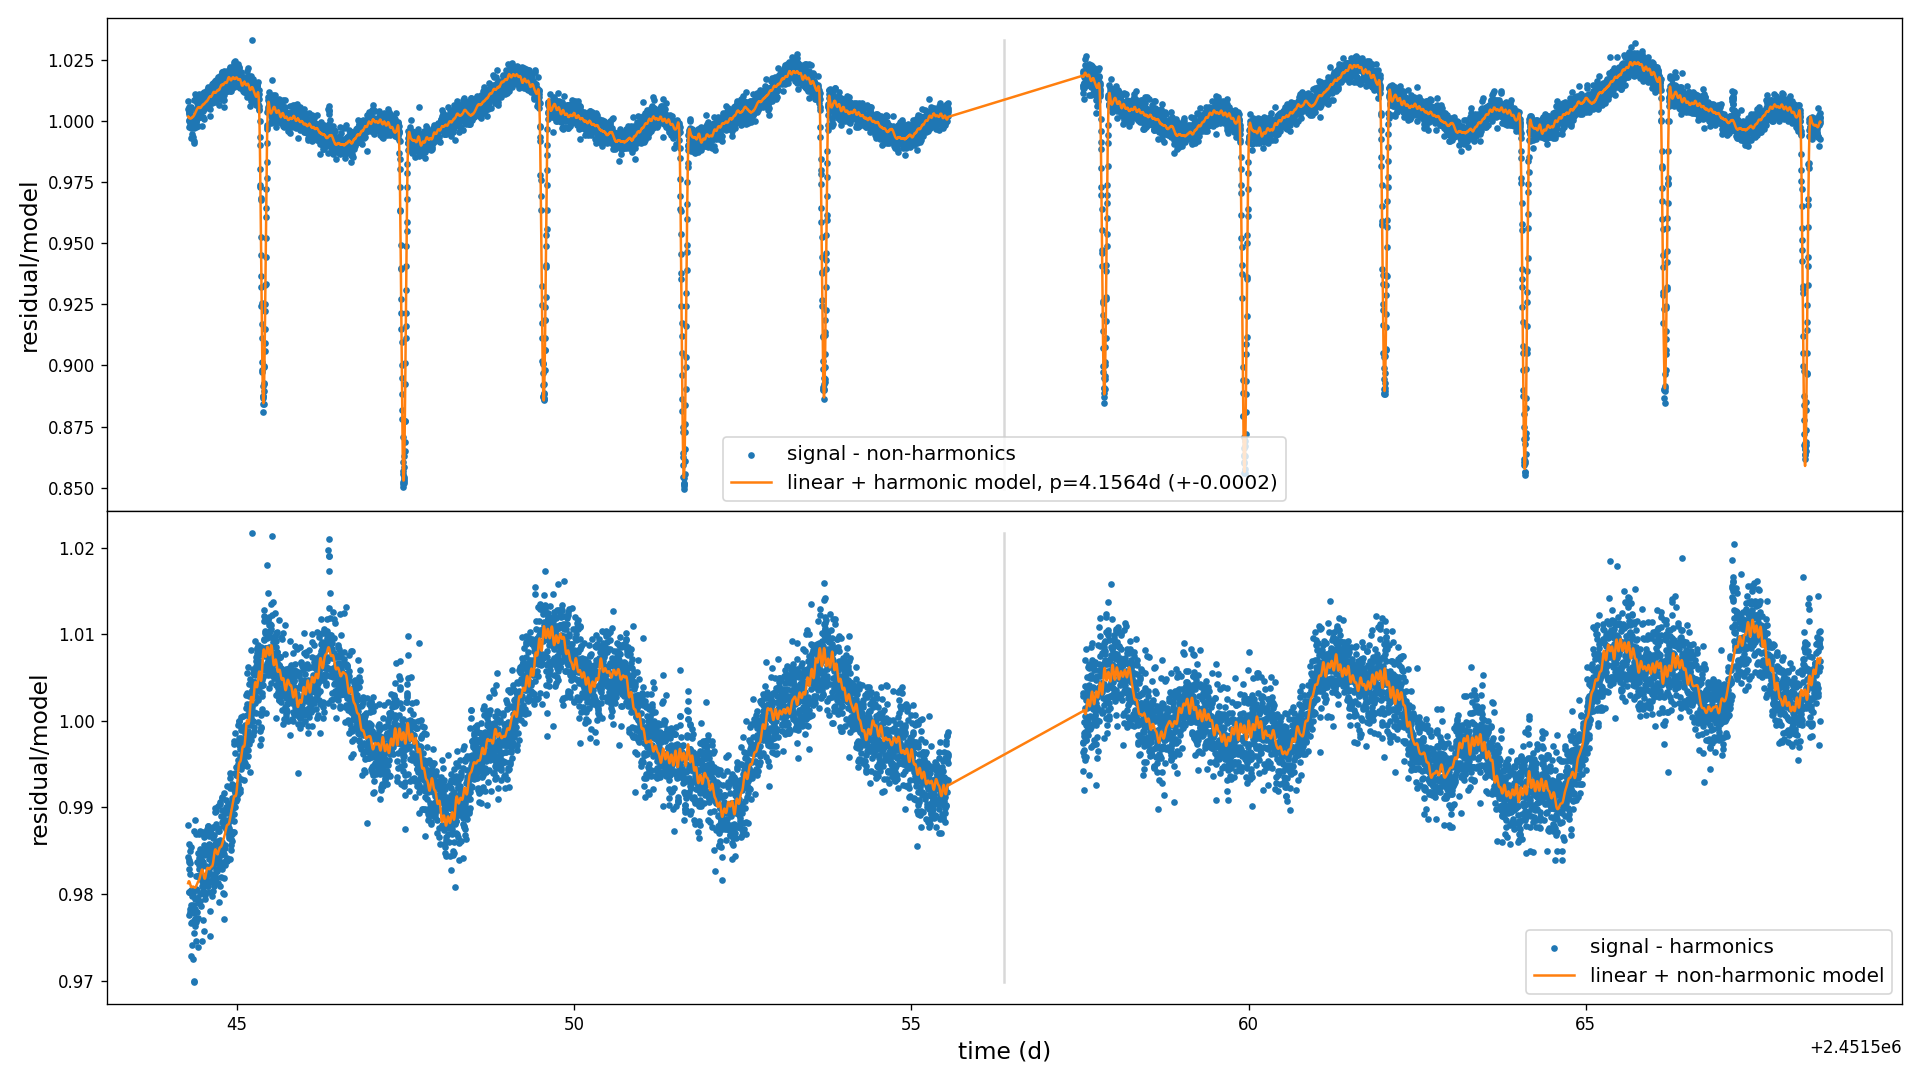 residual/model
1.025
1.000
0.975
0.950
0.925
0.900
0.875
0.850
signal - non-harmonics
linear + harmonic model, p=4.1564d (+-0.0002)
residual/model
1.02
1.01
1.00
0.99
0.98
0.97
signal - harmonics
linear + non-harmonic model
45
50
55
60
65
time (d)
+2.4515e6